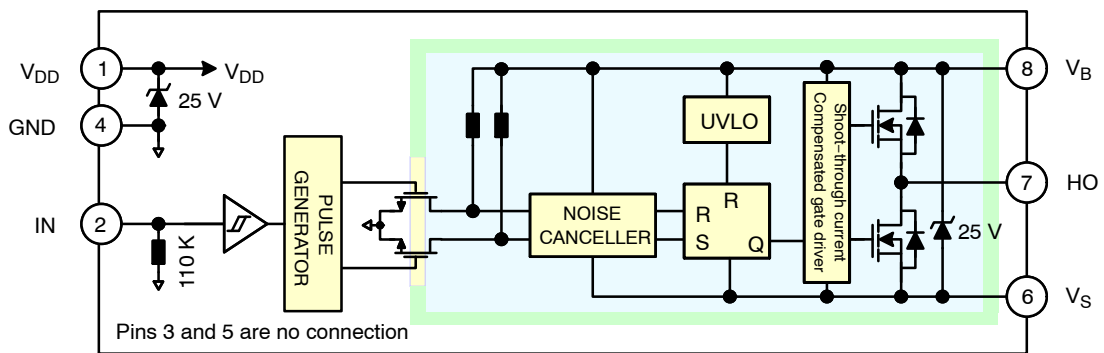 VDD
1
VDD
25 V
GND
4
IN
2
110 K
PULSE
GENERATOR
NOISE
CANCELLER
UVLO
R
R
S
Q
Shoot−through current
Compensated gate driver
25 V
8
VB
7
HO
6
VS
Pins 3 and 5 are no connection